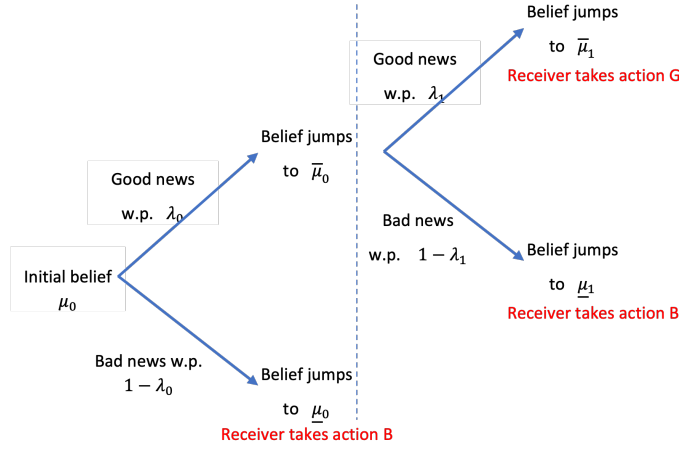 Belief jumps
to μ̅₁
Receiver takes action G
Good news
w.p. λ₁
Belief jumps
to μ̅₀
Good news
w.p. λ₀
Initial belief
μ₀
Bad news
w.p. 1 − λ₁
Belief jumps
to μ̲₁
Receiver takes action B
Bad news w.p.
1 − λ₀
Belief jumps
to μ̲₀
Receiver takes action B